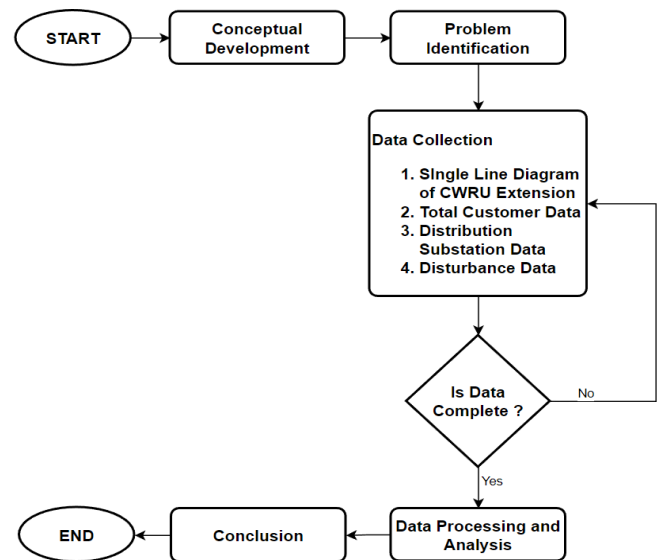 START
Conceptual
Development
Problem
Identification
Data Collection
1. SIngle Line Diagram
of CWRU Extension
2. Total Customer Data
3. Distribution
Substation Data
4. Disturbance Data
Is Data
Complete ?
No
Yes
END
Conclusion
Data Processing and
Analysis